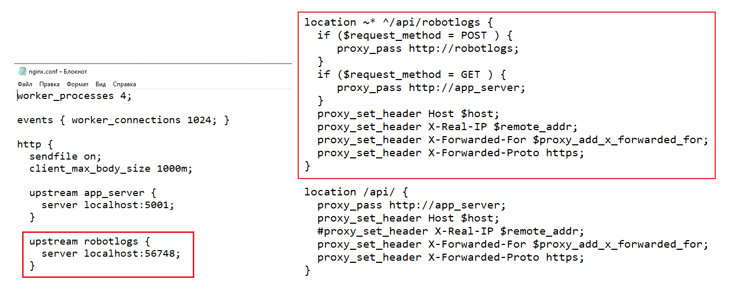 nginx.conf – Блокнот
Файл Правка Формат Вид Справка
worker_processes 4;
events { worker_connections 1024; }
http {
sendfile on;
client_max_body_size 1000m;
upstream app_server {
server localhost:5001;
}
upstream robotlogs {
server localhost:56748;
}
location ~* ^/api/robotlogs {
if ($request_method = POST ) {
proxy_pass http://robotlogs;
}
if ($request_method = GET ) {
proxy_pass http://app_server;
}
proxy_set_header Host $host;
proxy_set_header X-Real-IP $remote_addr;
proxy_set_header X-Forwarded-For $proxy_add_x_forwarded_for;
proxy_set_header X-Forwarded-Proto https;
}
location /api/ {
proxy_pass http://app_server;
proxy_set_header Host $host;
#proxy_set_header X-Real-IP $remote_addr;
proxy_set_header X-Forwarded-For $proxy_add_x_forwarded_for;
proxy_set_header X-Forwarded-Proto https;
}